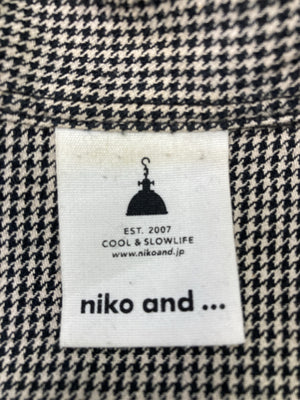 EST. 2007
COOL & SLOWLIFE
www.nikoand.jp
niko and ...